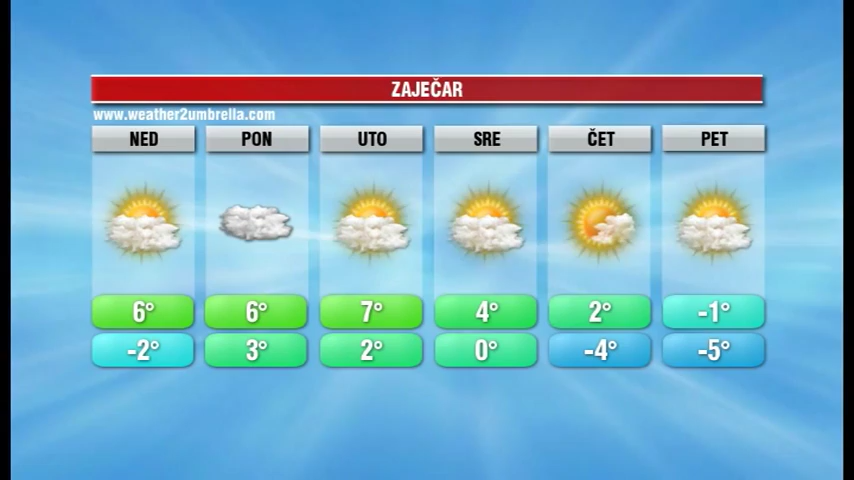 ZAJEČAR
www.weather2umbrella.com
NED PON UTO SRE ČET PET
6° 6° 7° 4° 2° -1°
-2° 3° 2° 0° -4° -5°